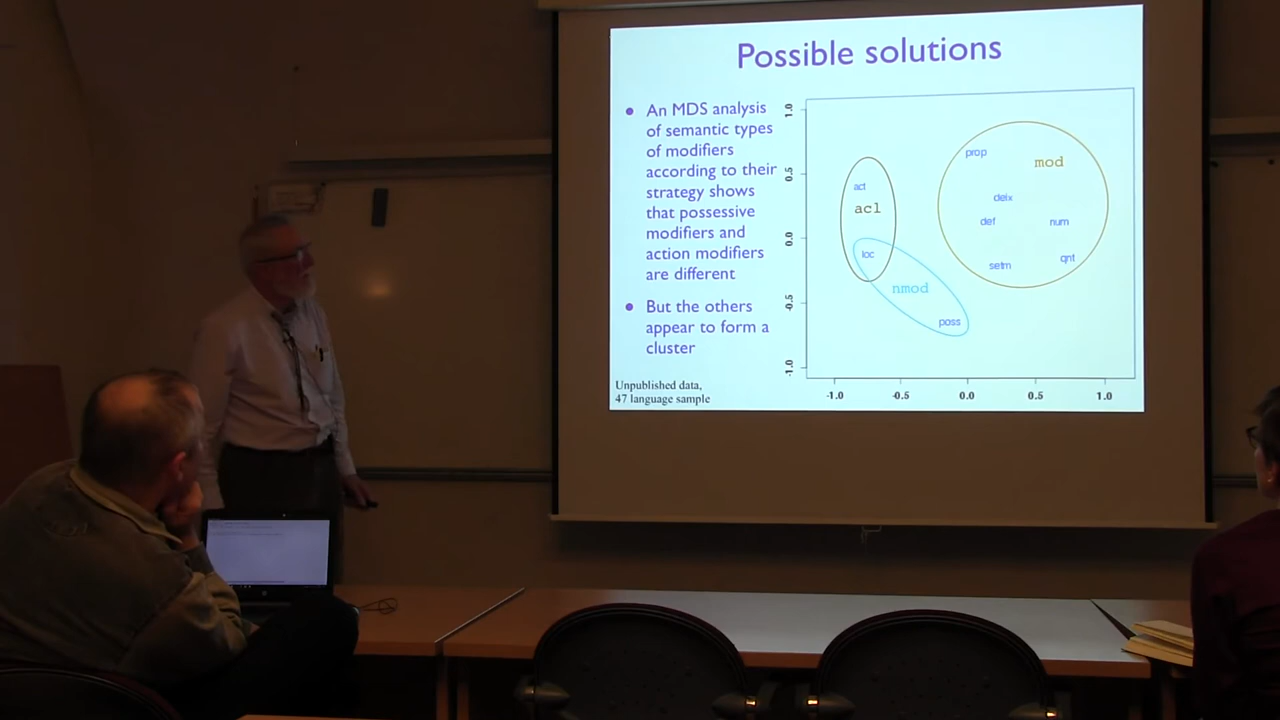 Possible solutions
• An MDS analysis
of semantic types
of modifiers
according to their
strategy shows
that possessive
modifiers and
action modifiers
are different
• But the others
appear to form a
cluster
Unpublished data,
47 language sample
1.0
0.5
0.0
-0.5
-1.0
-1.0
-0.5
0.0
0.5
1.0
prop
mod
act
acl
deix
def
num
loc
setm
qnt
nmod
poss